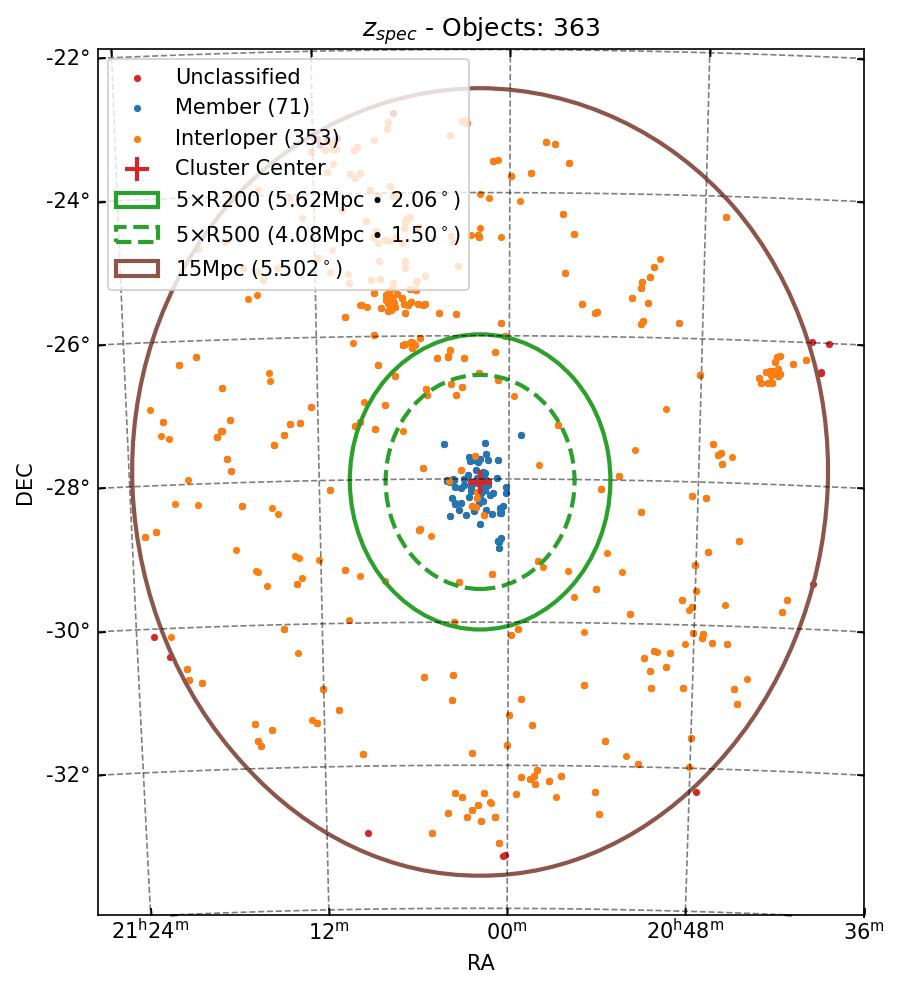 z_spec - Objects: 363
Unclassified
Member (71)
Interloper (353)
Cluster Center
5×R200 (5.62Mpc • 2.06°)
5×R500 (4.08Mpc • 1.50°)
15Mpc (5.502°)
-22°
-24°
-26°
-28°
-30°
-32°
DEC
21h24m 12m 00m 20h48m 36m
RA